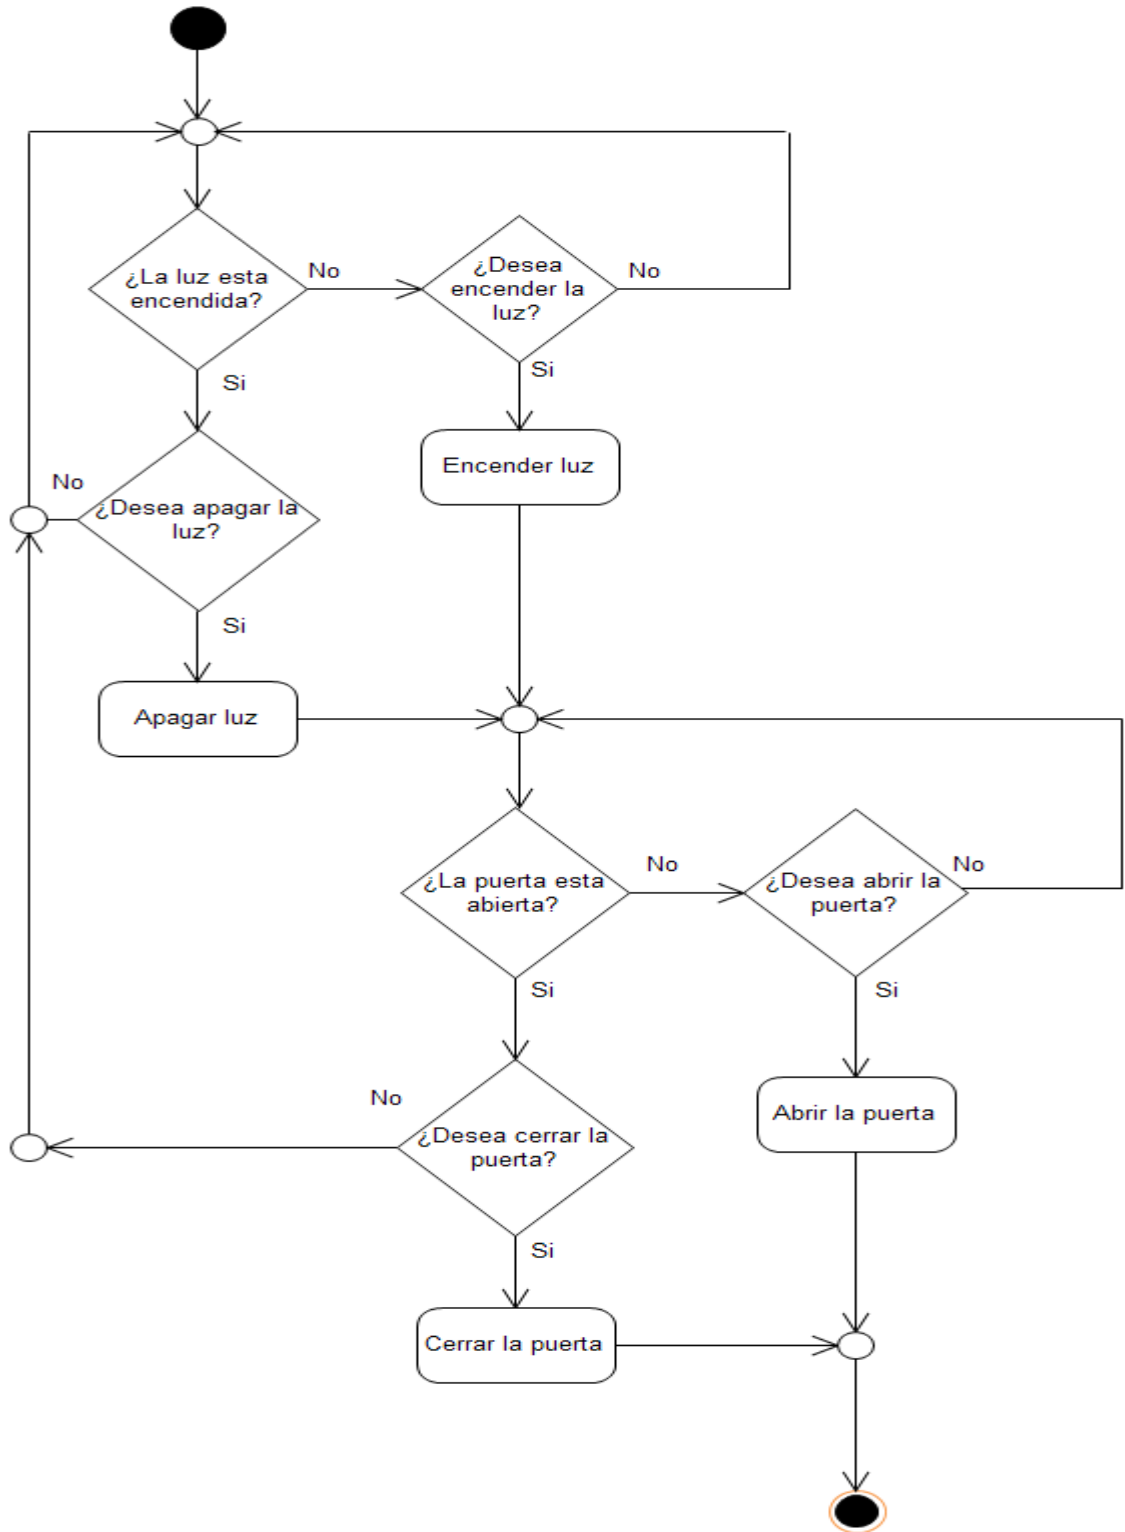 ¿La luz esta
encendida?
No
¿Desea
encender la
luz?
No
Si
Si
Encender luz
No
¿Desea apagar la
luz?
Si
Apagar luz
¿La puerta esta
abierta?
No
¿Desea abrir la
puerta?
No
Si
Si
No
¿Desea cerrar la
puerta?
Abrir la puerta
Si
Cerrar la puerta